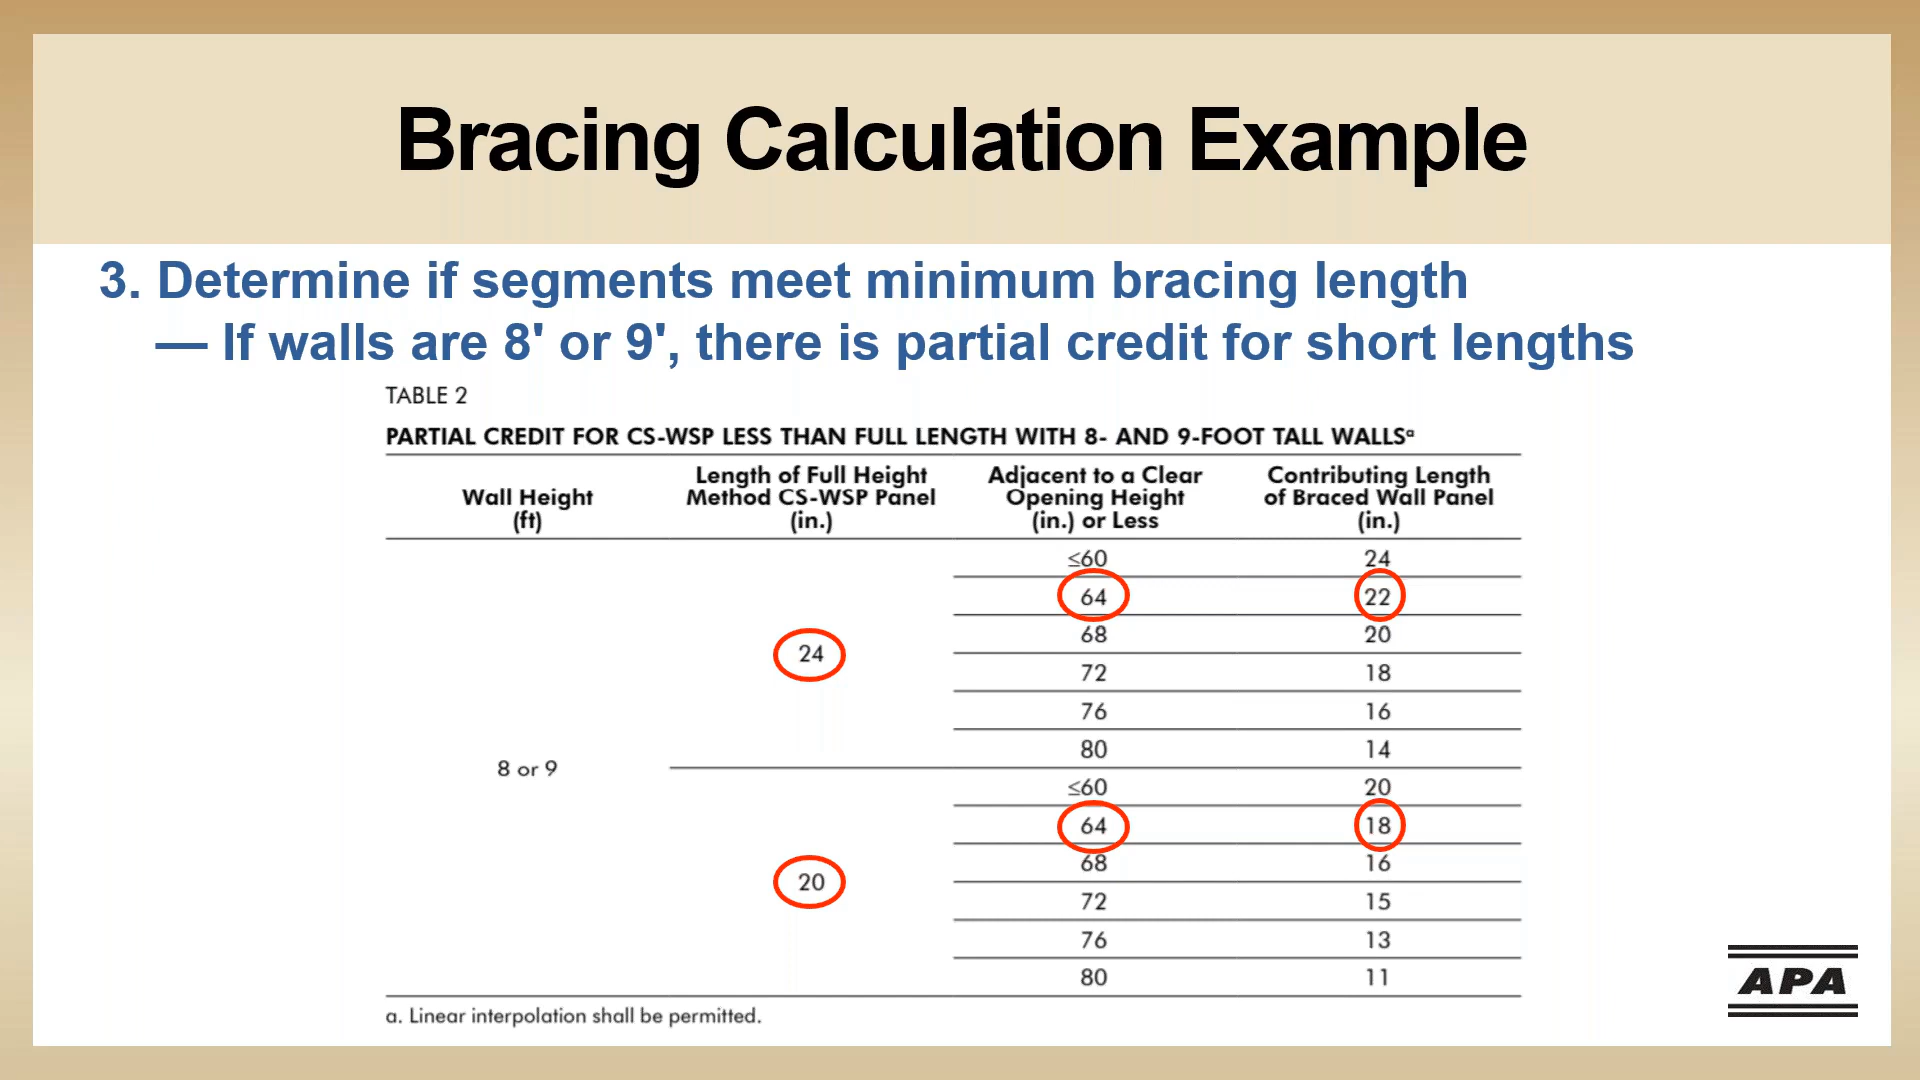 Bracing Calculation Example
3. Determine if segments meet minimum bracing length
— If walls are 8' or 9', there is partial credit for short lengths
TABLE 2
PARTIAL CREDIT FOR CS-WSP LESS THAN FULL LENGTH WITH 8- AND 9-FOOT TALL WALLSᵃ
Wall Height
(ft)
Length of Full Height
Method CS-WSP Panel
(in.)
Adjacent to a Clear
Opening Height
(in.) or Less
Contributing Length
of Braced Wall Panel
(in.)
8 or 9
24
≤60 24
64 22
68 20
72 18
76 16
80 14
20
≤60 20
64 18
68 16
72 15
76 13
80 11
a. Linear interpolation shall be permitted.
APA